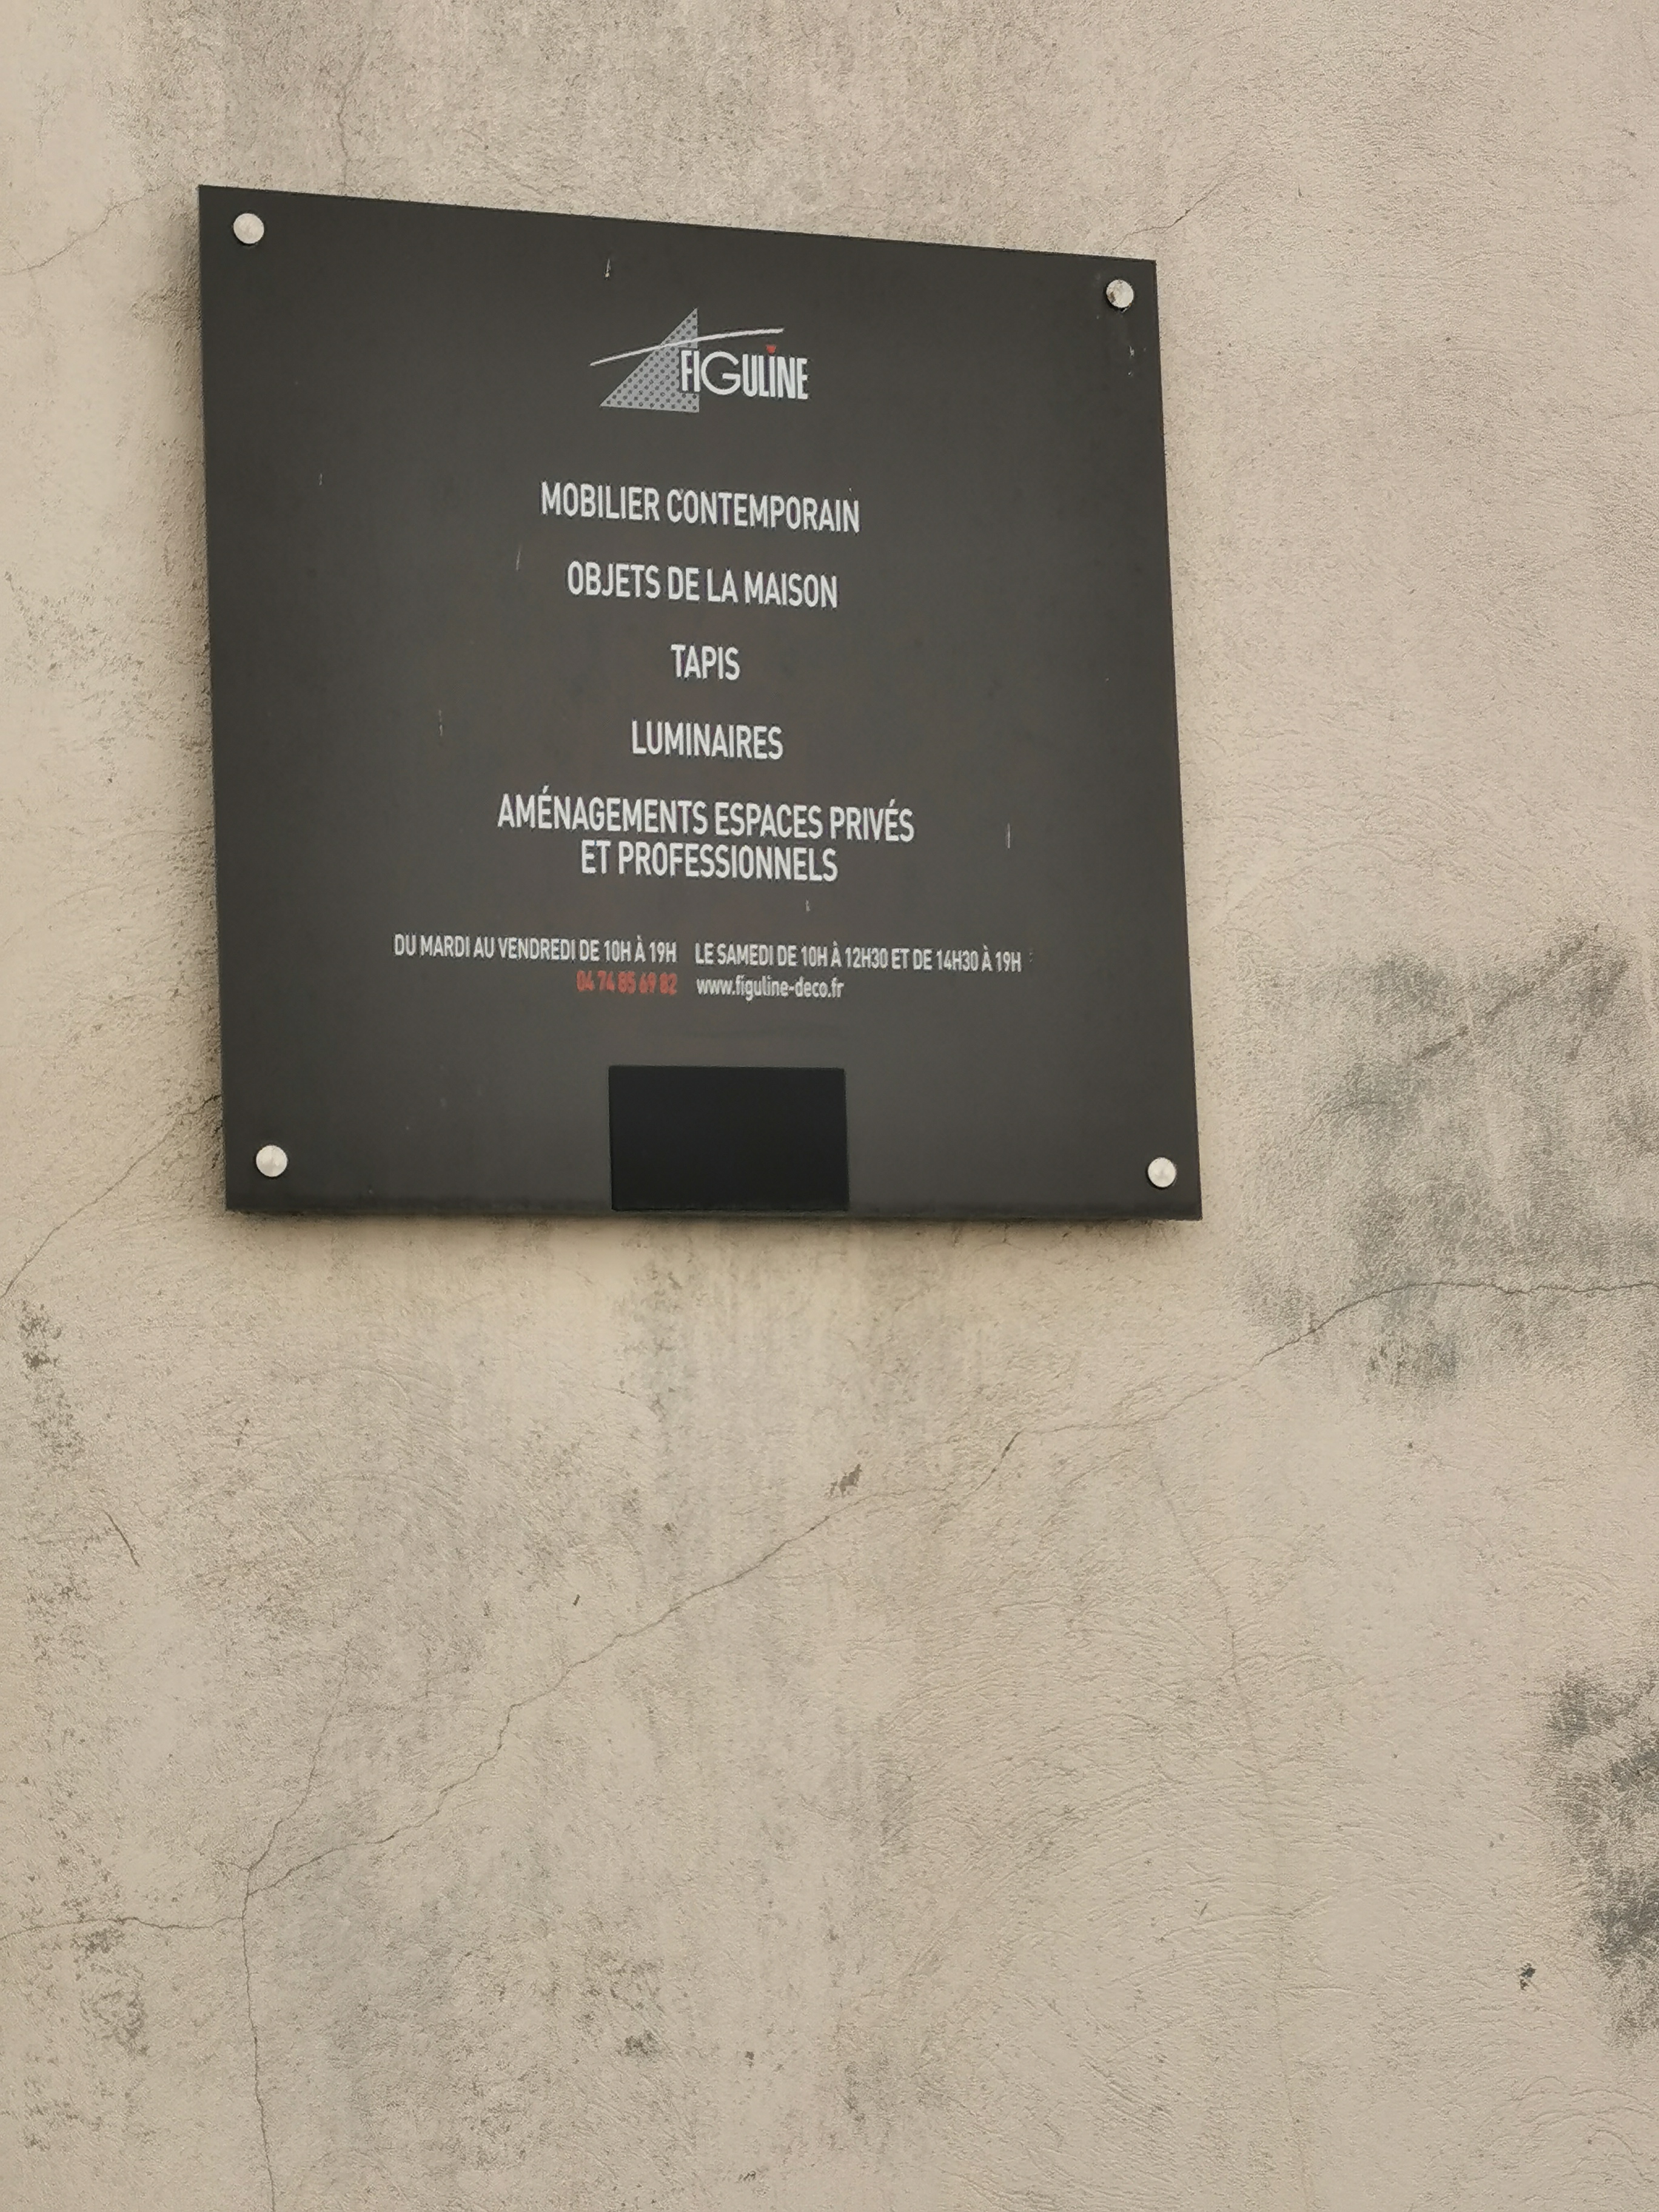 FIGULINE
MOBILIER CONTEMPORAIN
OBJETS DE LA MAISON
TAPIS
LUMINAIRES
AMÉNAGEMENTS ESPACES PRIVÉS
ET PROFESSIONNELS
DU MARDI AU VENDREDI DE 10H À 19H LE SAMEDI DE 10H À 12H30 ET DE 14H30 À 19H
04 74 85 69 82 www.figuline-deco.fr